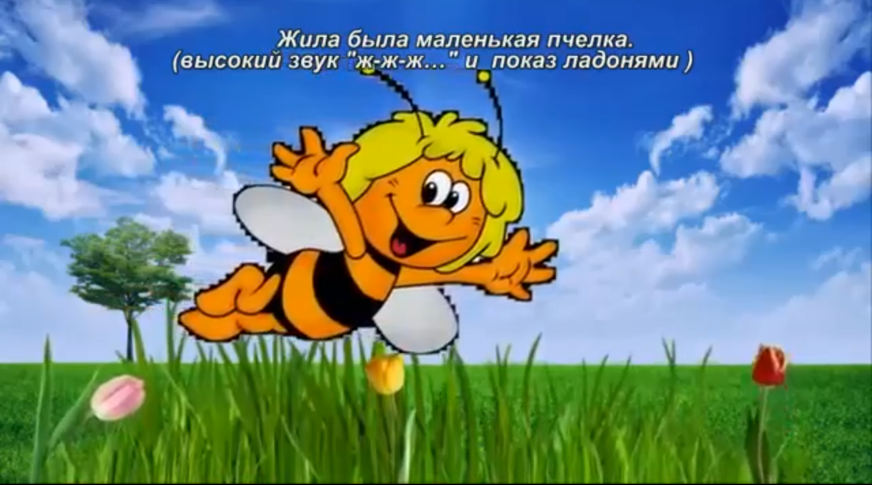 Жила была маленькая пчелка.
(высокий звук "ж-ж-ж..." и показ ладонями )